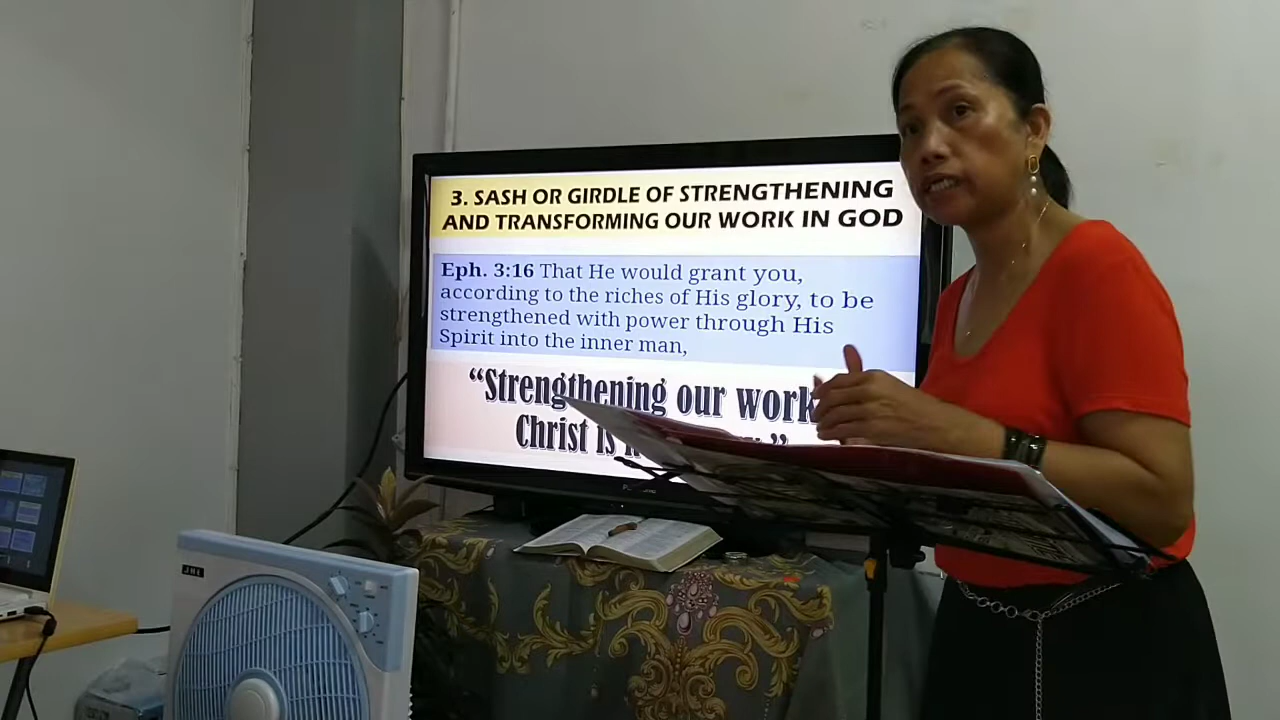 3. SASH OR GIRDLE OF STRENGTHENING
AND TRANSFORMING OUR WORK IN GOD
Eph. 3:16 That He would grant you,
according to the riches of His glory, to be
strengthened with power through His
Spirit into the inner man,
“Strengthening our work
Christ is
JHL